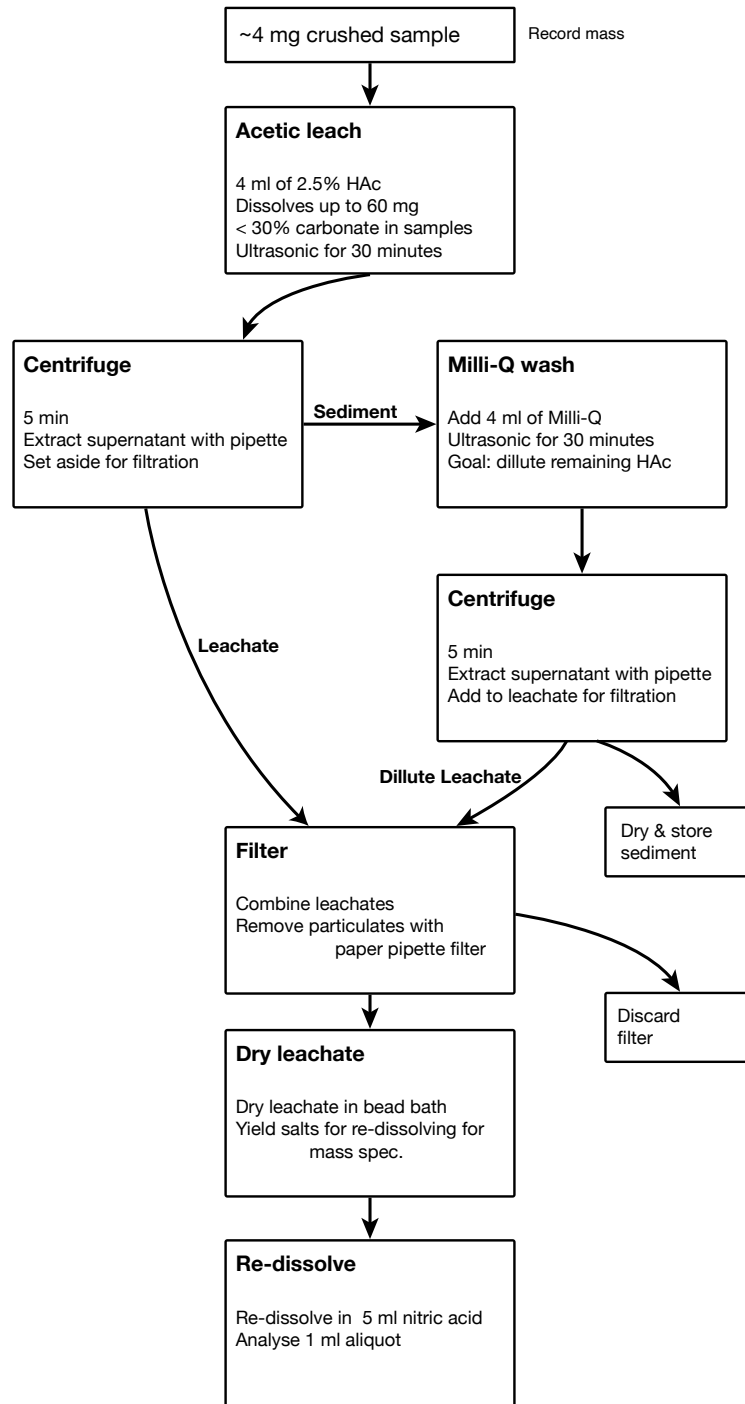 ~4 mg crushed sample
Record mass
Acetic leach
4 ml of 2.5% HAc
Dissolves up to 60 mg
< 30% carbonate in samples
Ultrasonic for 30 minutes
Centrifuge
5 min
Extract supernatant with pipette
Set aside for filtration
Sediment
Milli-Q wash
Add 4 ml of Milli-Q
Ultrasonic for 30 minutes
Goal: dillute remaining HAc
Centrifuge
5 min
Extract supernatant with pipette
Add to leachate for filtration
Leachate
Dillute Leachate
Dry & store
sediment
Filter
Combine leachates
Remove particulates with
paper pipette filter
Discard
filter
Dry leachate
Dry leachate in bead bath
Yield salts for re-dissolving for
mass spec.
Re-dissolve
Re-dissolve in  5 ml nitric acid
Analyse 1 ml aliquot